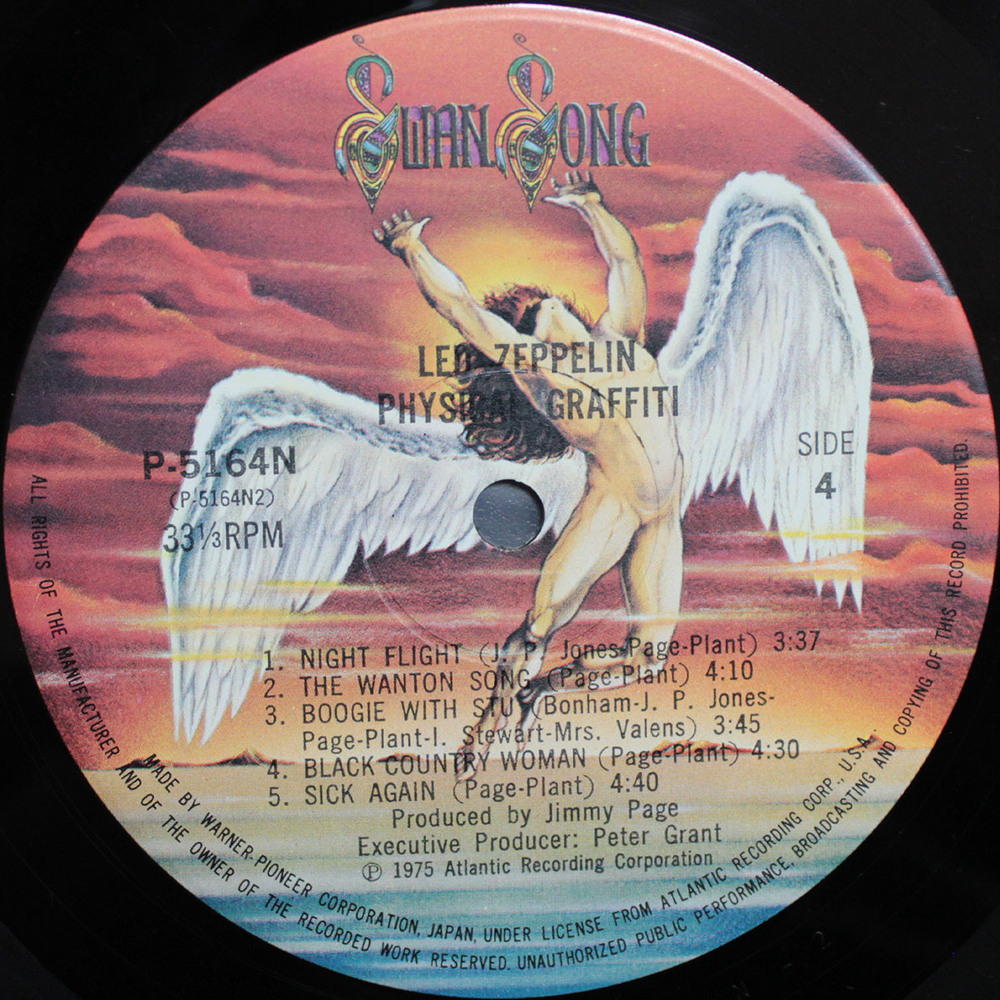 SWAN SONG
LED ZEPPELIN
PHYSICAL GRAFFITI
P-5164N
(P-5164N2)
33⅓RPM
SIDE
4
1. NIGHT FLIGHT (J. P. Jones-Page-Plant) 3:37
2. THE WANTON SONG (Page-Plant) 4:10
3. BOOGIE WITH STU (Bonham-J. P. Jones-
Page-Plant-I. Stewart-Mrs. Valens) 3:45
4. BLACK COUNTRY WOMAN (Page-Plant) 4:30
5. SICK AGAIN (Page-Plant) 4:40
Produced by Jimmy Page
Executive Producer: Peter Grant
Ⓟ 1975 Atlantic Recording Corporation
MADE BY WARNER-PIONEER CORPORATION, JAPAN, UNDER LICENSE FROM ATLANTIC RECORDING CORP., U.S.A.
ALL RIGHTS OF THE MANUFACTURER AND OF THE OWNER OF THE RECORDED WORK RESERVED. UNAUTHORIZED PUBLIC PERFORMANCE, BROADCASTING AND COPYING OF THIS RECORD PROHIBITED.